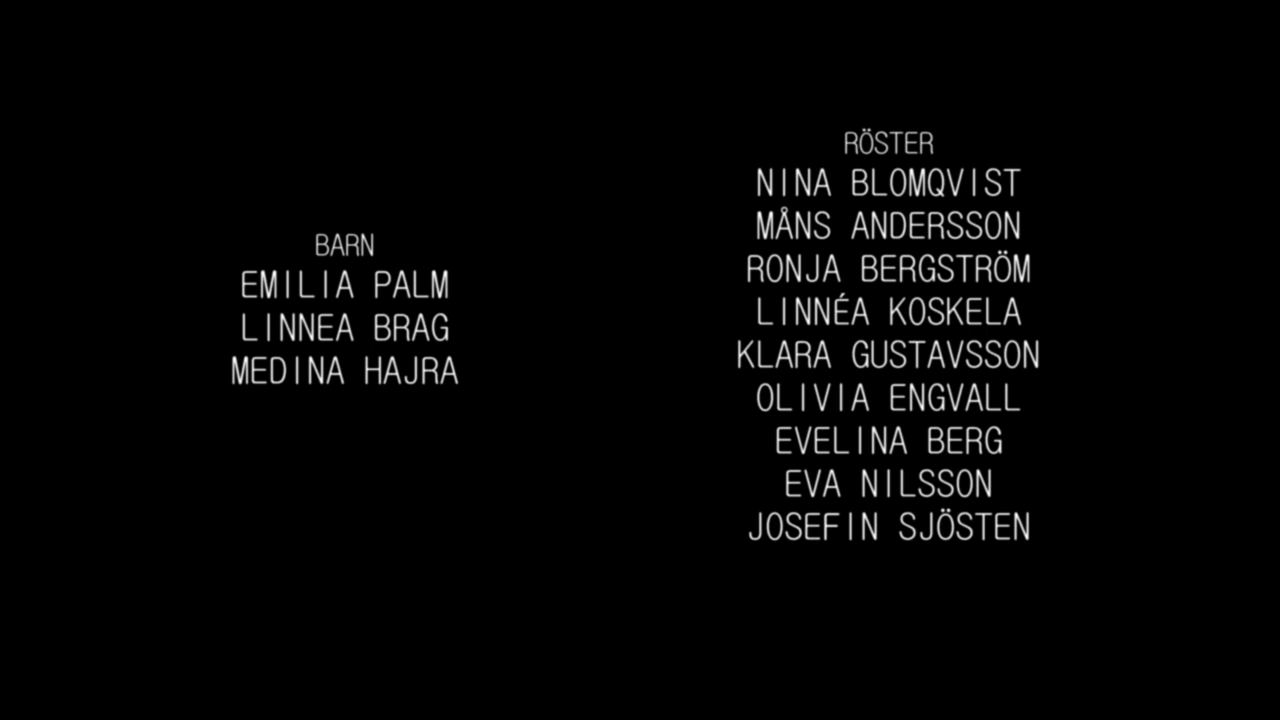 BARN
EMILIA PALM
LINNEA BRAG
MEDINA HAJRA
RÖSTER
NINA BLOMQVIST
MÅNS ANDERSSON
RONJA BERGSTRÖM
LINNÉA KOSKELA
KLARA GUSTAVSSON
OLIVIA ENGVALL
EVELINA BERG
EVA NILSSON
JOSEFIN SJÖSTEN